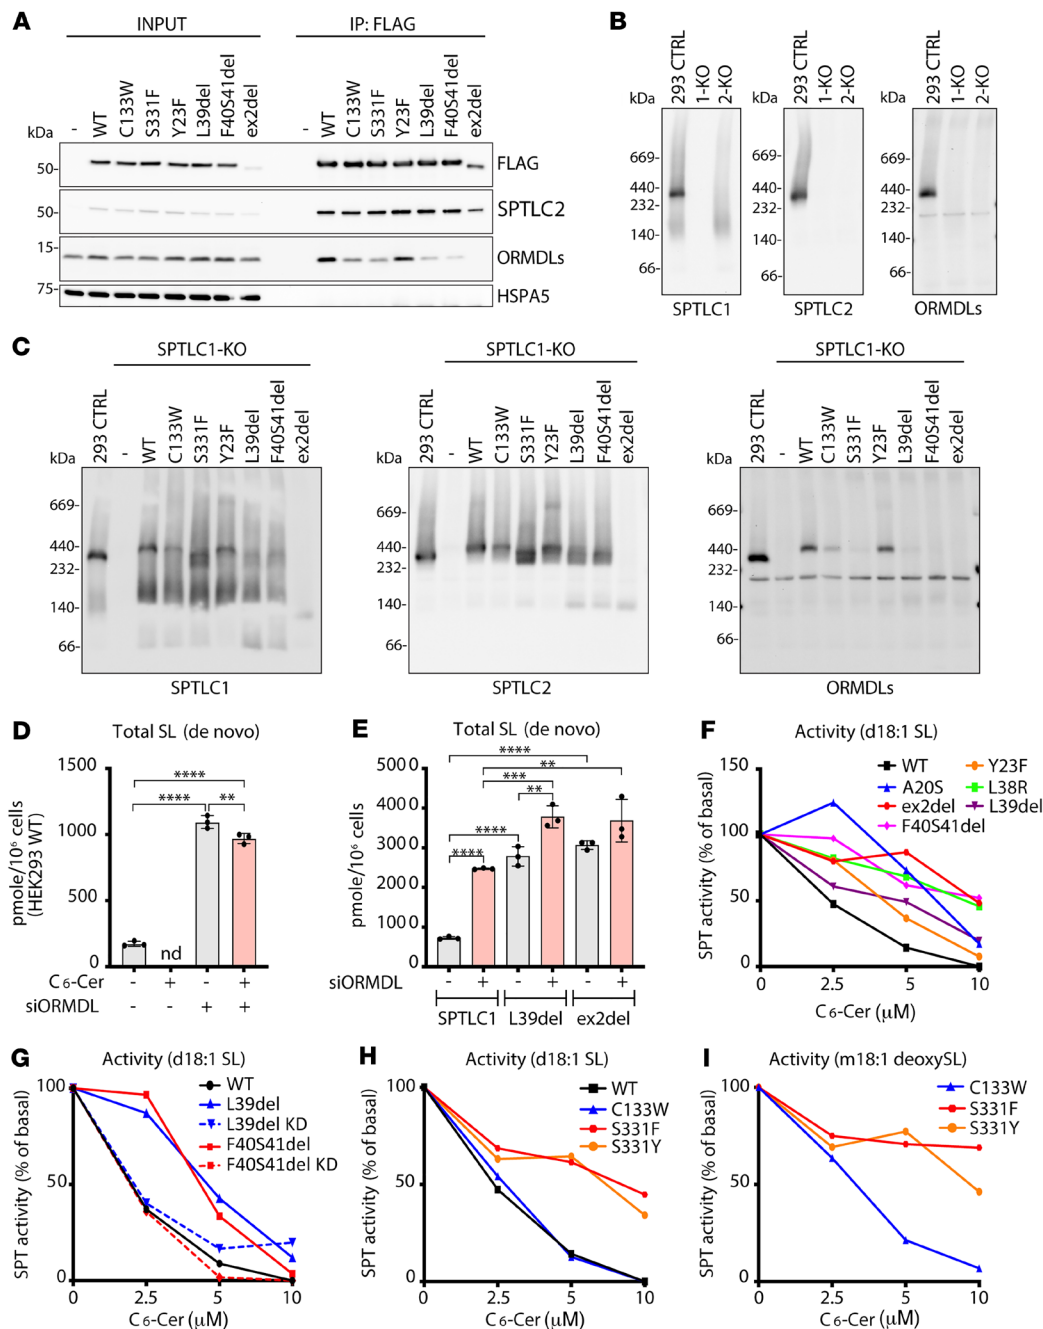 A
INPUT
IP: FLAG
kDa
-
WT
C133W
S331F
Y23F
L39del
F40S41del
ex2del
-
WT
C133W
S331F
Y23F
L39del
F40S41del
ex2del
50-
FLAG
50-
SPTLC2
15-
ORMDLs
75-
HSPA5
B
kDa
293 CTRL
1-KO
2-KO
669-
440-
232-
140-
66-
SPTLC1
kDa
293 CTRL
1-KO
2-KO
669-
440-
232-
140-
66-
SPTLC2
kDa
293 CTRL
1-KO
2-KO
669-
440-
232-
140-
66-
ORMDLs
C
SPTLC1-KO
kDa
293 CTRL
-
WT
C133W
S331F
Y23F
L39del
F40S41del
ex2del
669-
440-
232-
140-
66-
SPTLC1
SPTLC1-KO
kDa
293 CTRL
-
WT
C133W
S331F
Y23F
L39del
F40S41del
ex2del
669-
440-
232-
140-
66-
SPTLC2
SPTLC1-KO
kDa
293 CTRL
-
WT
C133W
S331F
Y23F
L39del
F40S41del
ex2del
669-
440-
232-
140-
66-
ORMDLs
D
Total SL (de novo)
pmole/10⁶ cells
(HEK293 WT)
1500
1000
500
0
****
****
**
nd
C6-Cer - + - +
siORMDL - - + +
E
Total SL (de novo)
pmole/10⁶ cells
5000
4000
3000
2000
1000
0
****
**
***
**
****
****
siORMDL - + - + - +
SPTLC1 L39del ex2del
F
Activity (d18:1 SL)
SPT activity (% of basal)
150
100
50
0
WT
A20S
ex2del
F40S41del
Y23F
L38R
L39del
0 2.5 5 10
C6-Cer (μM)
G
Activity (d18:1 SL)
SPT activity (% of basal)
100
50
0
WT
L39del
L39del KD
F40S41del
F40S41del KD
0 2.5 5 10
C6-Cer (μM)
H
Activity (d18:1 SL)
SPT activity (% of basal)
100
50
0
WT
C133W
S331F
S331Y
0 2.5 5 10
C6-Cer (μM)
I
Activity (m18:1 deoxySL)
SPT activity (% of basal)
100
50
0
C133W
S331F
S331Y
0 2.5 5 10
C6-Cer (μM)